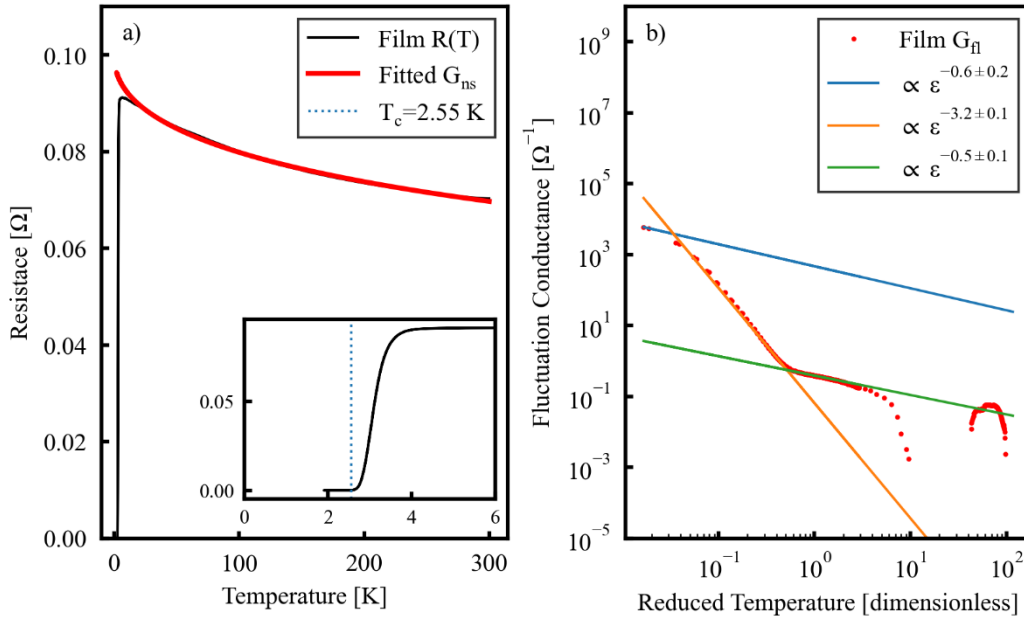 a)
Film R(T)
Fitted G_ns
T_c=2.55 K
0.10
0.08
0.06
0.04
0.02
0.00
Resistace [Ω]
0.05
0.00
0 2 4 6
0 100 200 300
Temperature [K]
b)
Film G_fl
∝ ε^−0.6 ± 0.2
∝ ε^−3.2 ± 0.1
∝ ε^−0.5 ± 0.1
10^9
10^7
10^5
10^3
10^1
10^−1
10^−3
10^−5
Fluctuation Conductance [Ω^−1]
10^−1 10^0 10^1 10^2
Reduced Temperature [dimensionless]